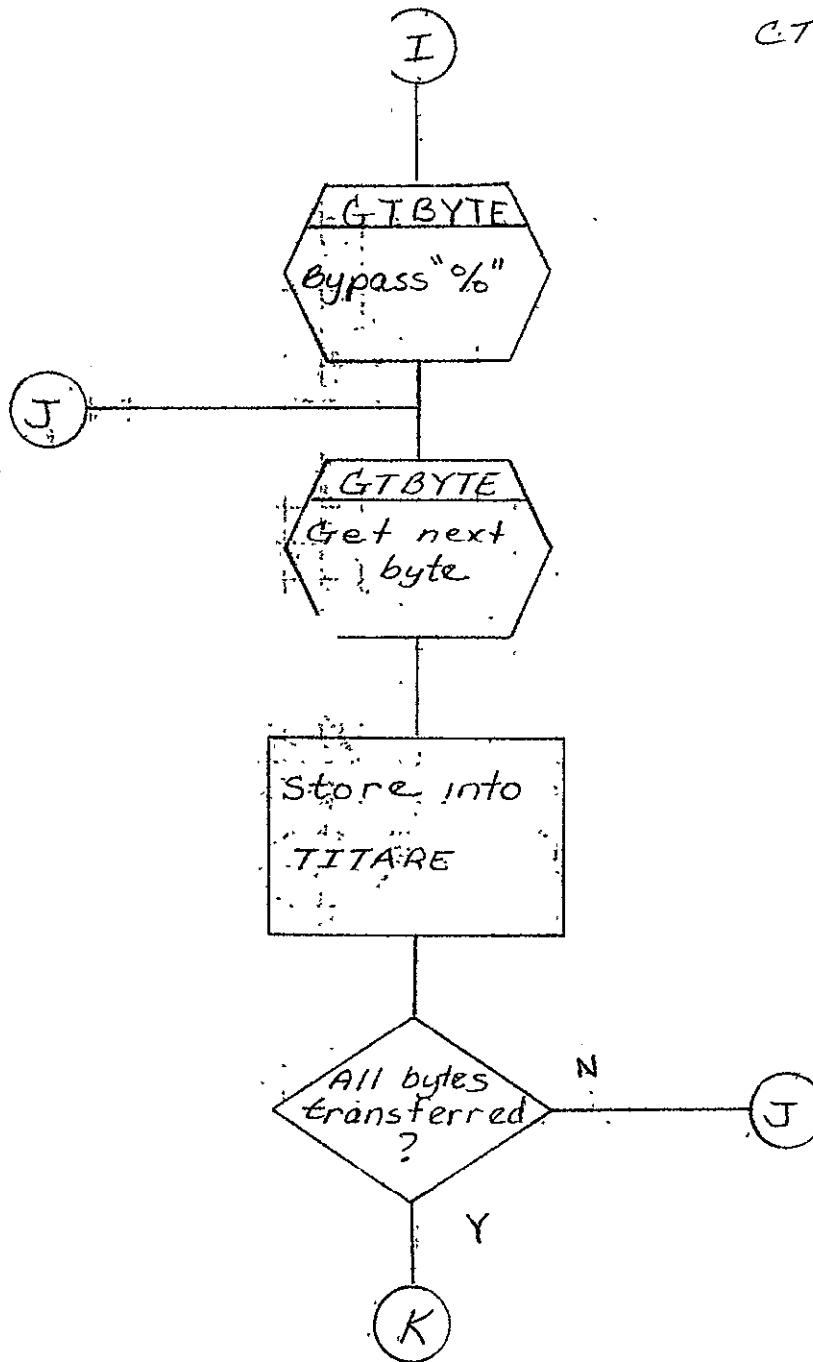 I
CT
GTBYTE
Bypass "%"
J
GTBYTE
Get next
byte
Store into
TITARE
All bytes
transferred
?
N
J
Y
K